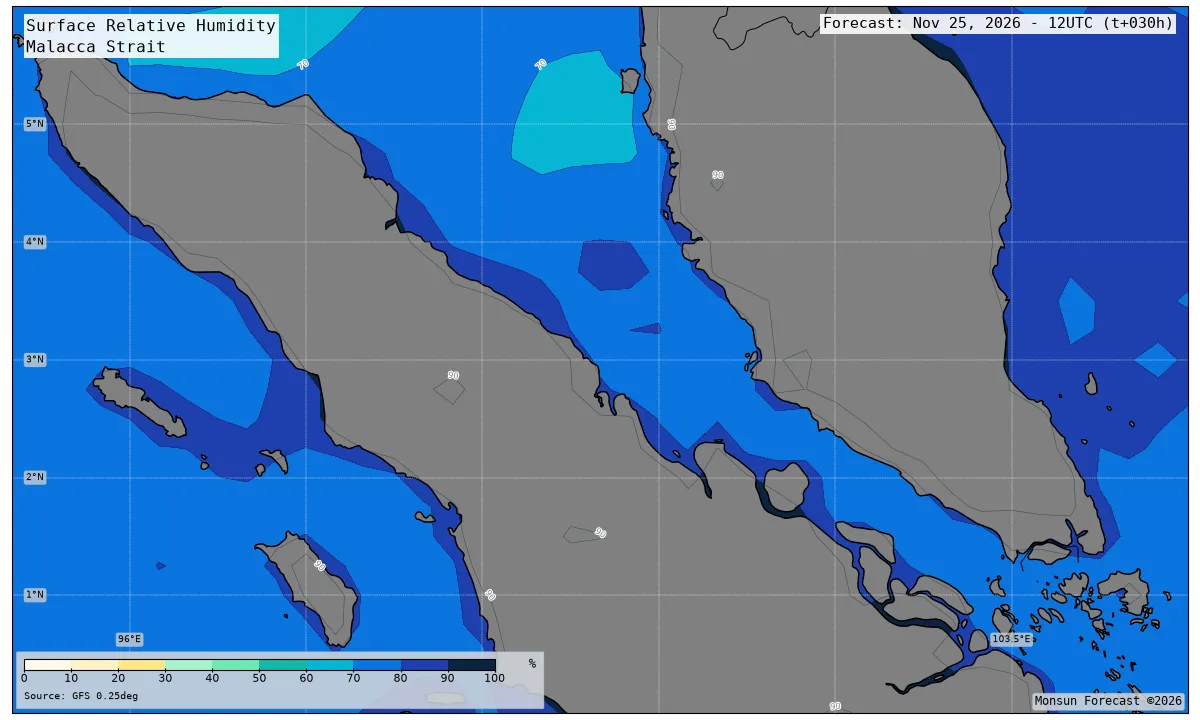 Surface Relative Humidity
Malacca Strait
Forecast: Nov 25, 2026 - 12UTC (t+030h)
70
70
5°N
90
90
4°N
3°N
90
2°N
90
90
1°N
90
96°E
103.5°E
%
0 10 20 30 40 50 60 70 80 90 100
Source: GFS 0.25deg
Monsun Forecast ©2026
90